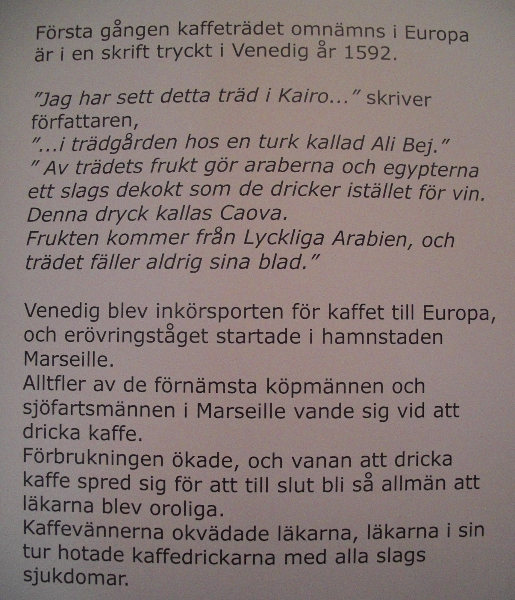 Första gången kaffeträdet omnämns i Europa
är i en skrift tryckt i Venedig år 1592.
"Jag har sett detta träd i Kairo..." skriver
författaren,
"...i trädgården hos en turk kallad Ali Bej."
" Av trädets frukt gör araberna och egypterna
ett slags dekokt som de dricker istället för vin.
Denna dryck kallas Caova.
Frukten kommer från Lyckliga Arabien, och
trädet fäller aldrig sina blad."
Venedig blev inkörsporten för kaffet till Europa,
och erövringståget startade i hamnstaden
Marseille.
Alltfler av de förnämsta köpmännen och
sjöfartsmännen i Marseille vande sig vid att
dricka kaffe.
Förbrukningen ökade, och vanan att dricka
kaffe spred sig för att till slut bli så allmän att
läkarna blev oroliga.
Kaffevännerna okvädade läkarna, läkarna i sin
tur hotade kaffedrickarna med alla slags
sjukdomar.